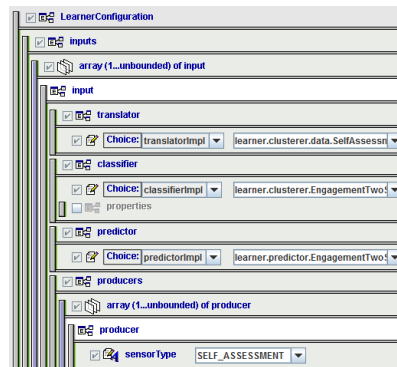 LearnerConfiguration
inputs
array (1...unbounded) of input
input
translator
Choice: translatorImpl learner.clusterer.data.SelfAssessn
classifier
Choice: classifierImpl learner.clusterer.EngagementTwoS
properties
predictor
Choice: predictorImpl learner.predictor.EngagementTwoS
producers
array (1...unbounded) of producer
producer
sensorType SELF_ASSESSMENT